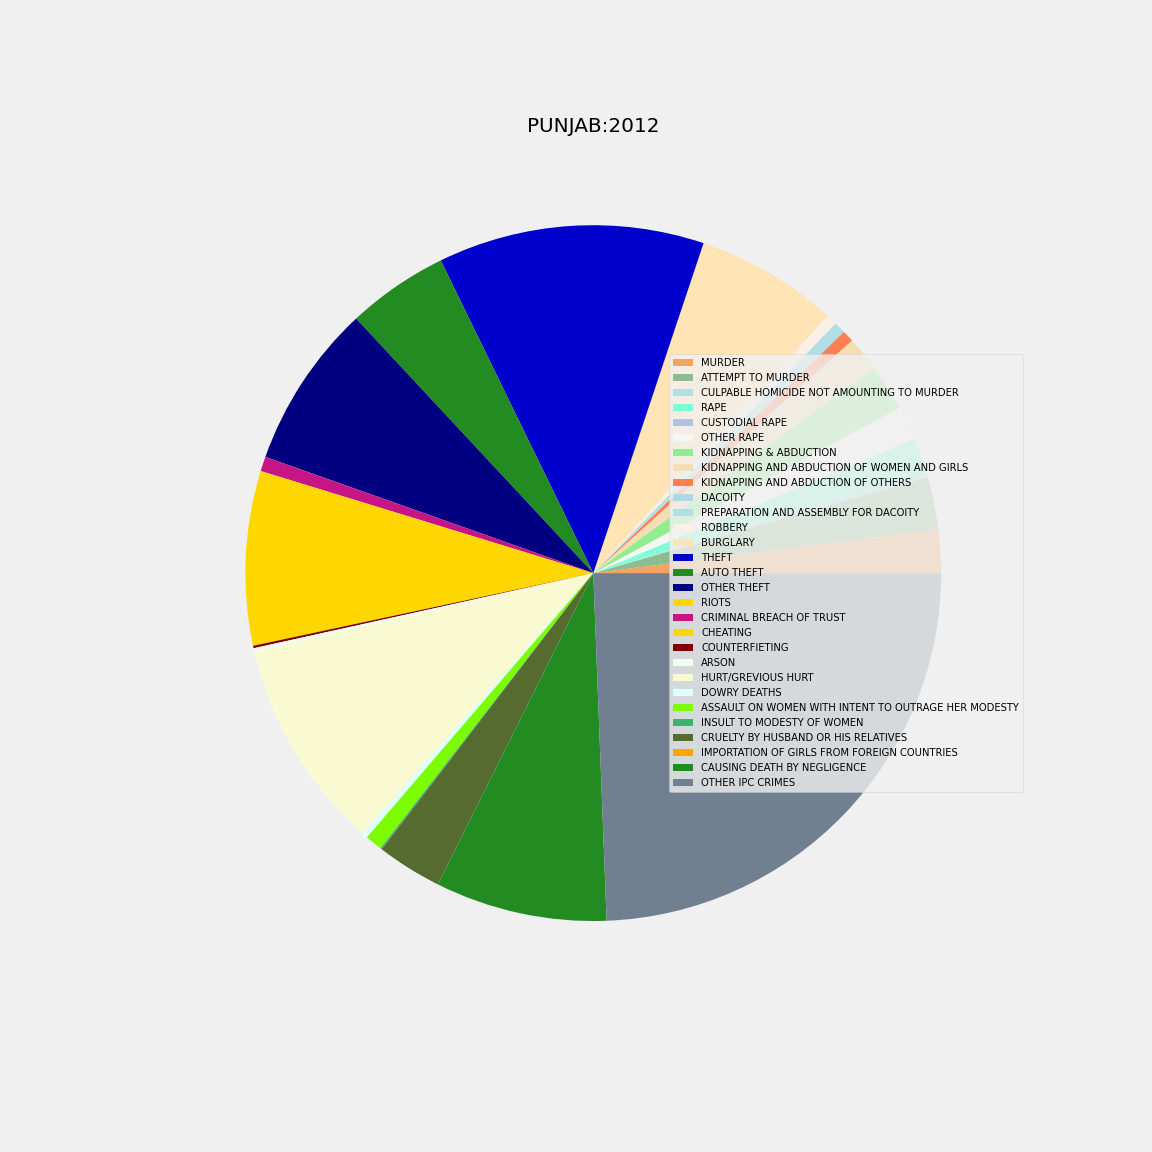 PUNJAB:2012
MURDER
ATTEMPT TO MURDER
CULPABLE HOMICIDE NOT AMOUNTING TO MURDER
RAPE
CUSTODIAL RAPE
OTHER RAPE
KIDNAPPING & ABDUCTION
KIDNAPPING AND ABDUCTION OF WOMEN AND GIRLS
KIDNAPPING AND ABDUCTION OF OTHERS
DACOITY
PREPARATION AND ASSEMBLY FOR DACOITY
ROBBERY
BURGLARY
THEFT
AUTO THEFT
OTHER THEFT
RIOTS
CRIMINAL BREACH OF TRUST
CHEATING
COUNTERFIETING
ARSON
HURT/GREVIOUS HURT
DOWRY DEATHS
ASSAULT ON WOMEN WITH INTENT TO OUTRAGE HER MODESTY
INSULT TO MODESTY OF WOMEN
CRUELTY BY HUSBAND OR HIS RELATIVES
IMPORTATION OF GIRLS FROM FOREIGN COUNTRIES
CAUSING DEATH BY NEGLIGENCE
OTHER IPC CRIMES